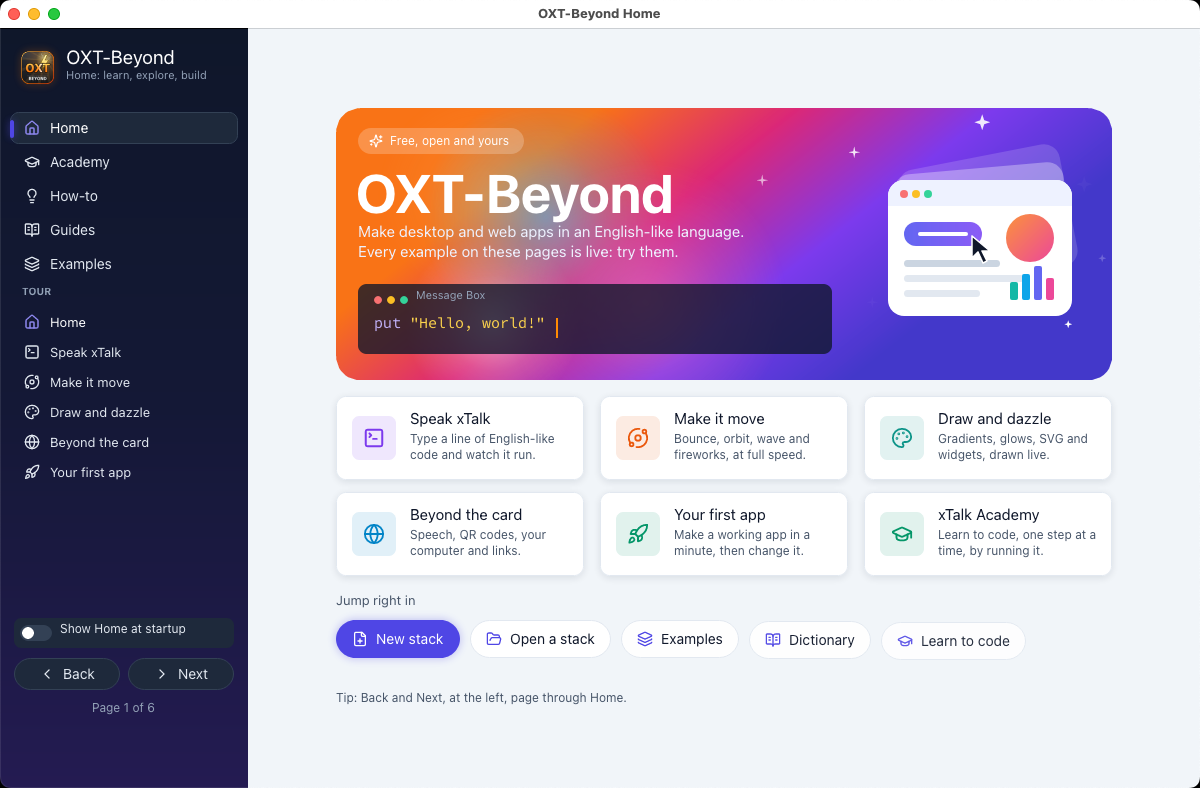 OXT-Beyond Home
OXT
BEYOND
OXT-Beyond
Home: learn, explore, build
Home
Academy
How-to
Guides
Examples
TOUR
Home
Speak xTalk
Make it move
Draw and dazzle
Beyond the card
Your first app
Show Home at startup
Back
Next
Page 1 of 6
Free, open and yours
OXT-Beyond
Make desktop and web apps in an English-like language.
Every example on these pages is live: try them.
Message Box
put "Hello, world!"
Speak xTalk
Type a line of English-like
code and watch it run.
Make it move
Bounce, orbit, wave and
fireworks, at full speed.
Draw and dazzle
Gradients, glows, SVG and
widgets, drawn live.
Beyond the card
Speech, QR codes, your
computer and links.
Your first app
Make a working app in a
minute, then change it.
xTalk Academy
Learn to code, one step at a
time, by running it.
Jump right in
New stack
Open a stack
Examples
Dictionary
Learn to code
Tip: Back and Next, at the left, page through Home.